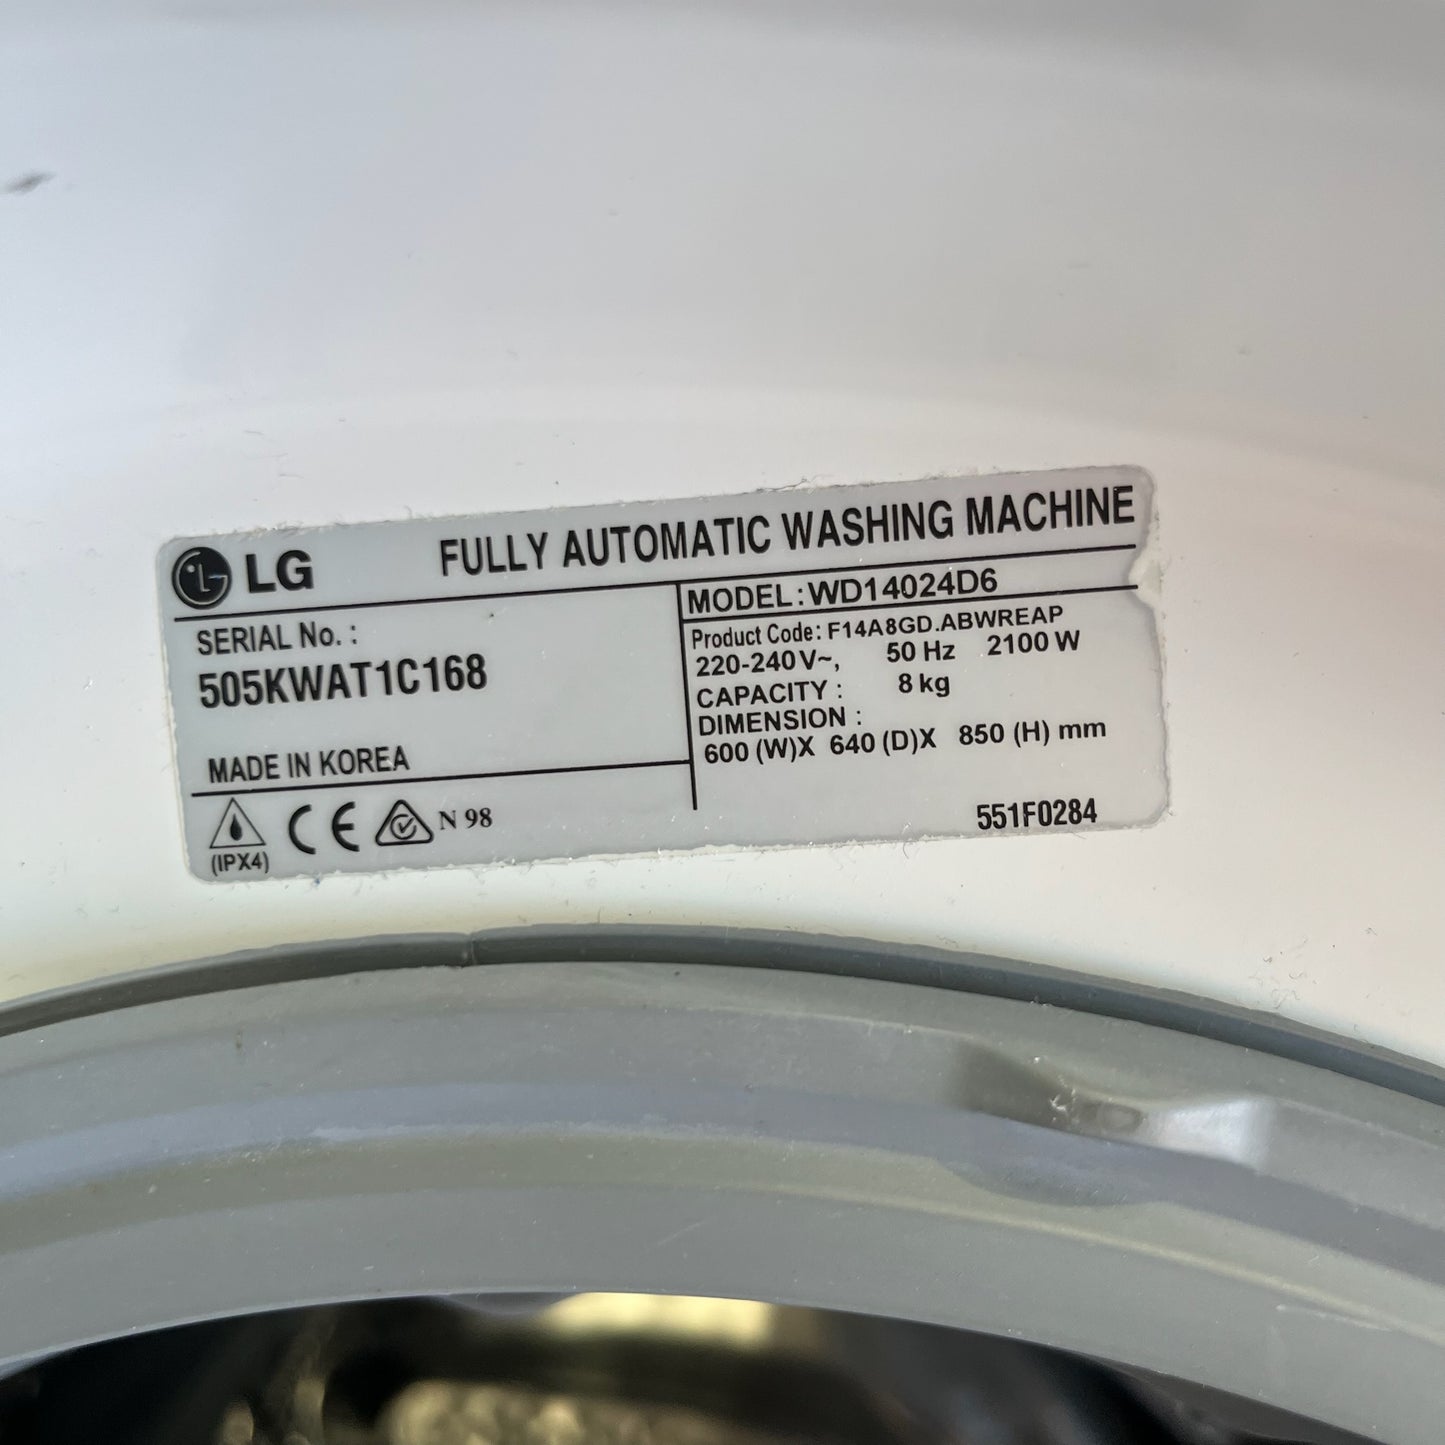 LG FULLY AUTOMATIC WASHING MACHINE
SERIAL No. :
505KWAT1C168
MADE IN KOREA
(IPX4)
CE
N 98
MODEL : WD14024D6
Product Code : F14A8GD.ABWREAP
220-240 V~, 50 Hz 2100 W
CAPACITY : 8 kg
DIMENSION :
600 (W)X 640 (D)X 850 (H) mm
551F0284